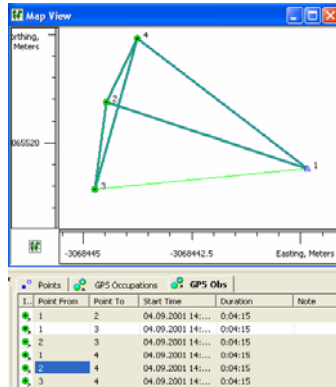 Map View
orthing,
Meters
4
2
1
065520
3
-3068445 -3068442.5 Easting, Meters
Points GPS Occupations GPS Obs
I.. Point From Point To Start Time Duration Note
1 2 04.09.2001 14:... 0:04:15
1 3 04.09.2001 14:... 0:04:15
2 3 04.09.2001 14:... 0:04:15
1 4 04.09.2001 14:... 0:04:15
2 4 04.09.2001 14:... 0:04:15
3 4 04.09.2001 14:... 0:04:15